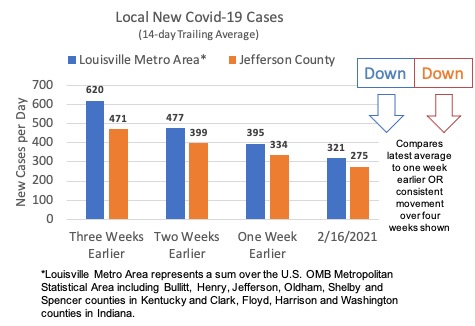 Local New Covid-19 Cases
(14-day Trailing Average)
Louisville Metro Area* Jefferson County
Down Down
Compares
latest average
to one week
earlier OR
consistent
movement
over four
weeks shown
New Cases per Day
700
600
500
400
300
200
100
0
620 471
477 399
395 334
321 275
Three Weeks Two Weeks One Week 2/16/2021
Earlier Earlier Earlier
*Louisville Metro Area represents a sum over the U.S. OMB Metropolitan
Statistical Area including Bullitt, Henry, Jefferson, Oldham, Shelby and
Spencer counties in Kentucky and Clark, Floyd, Harrison and Washington
counties in Indiana.